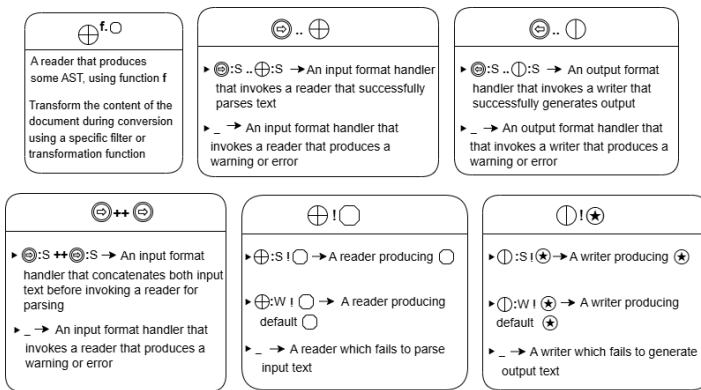 f.
A reader that produces
some AST, using function f
Transform the content of the
document during conversion
using a specific filter or
transformation function
..
:S .. :S → An input format handler
that invokes a reader that successfully
parses text
_ → An input format handler that
invokes a reader that produces a
warning or error
..
:S .. :S → An output format
handler that invokes a writer that
successfully generates output
_ → An output format handler that
that invokes a writer that produces a
warning or error
++
:S ++ :S → An input format
handler that concatenates both input
text before invoking a reader for
parsing
_ → An input format handler that
invokes a reader that produces a
warning or error
!
:S ! → A reader producing
:W ! → A reader producing
default
_ → A reader which fails to parse
input text
!
:S ! → A writer producing
:W ! → A writer producing
default
_ → A writer which fails to generate
output text